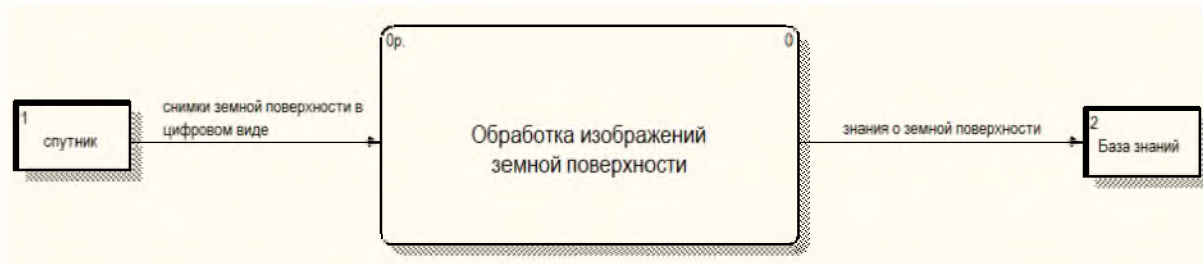 1
спутник
снимки земной поверхности в
цифровом виде
0р.
0
Обработка изображений
земной поверхности
знания о земной поверхности
2
База знаний